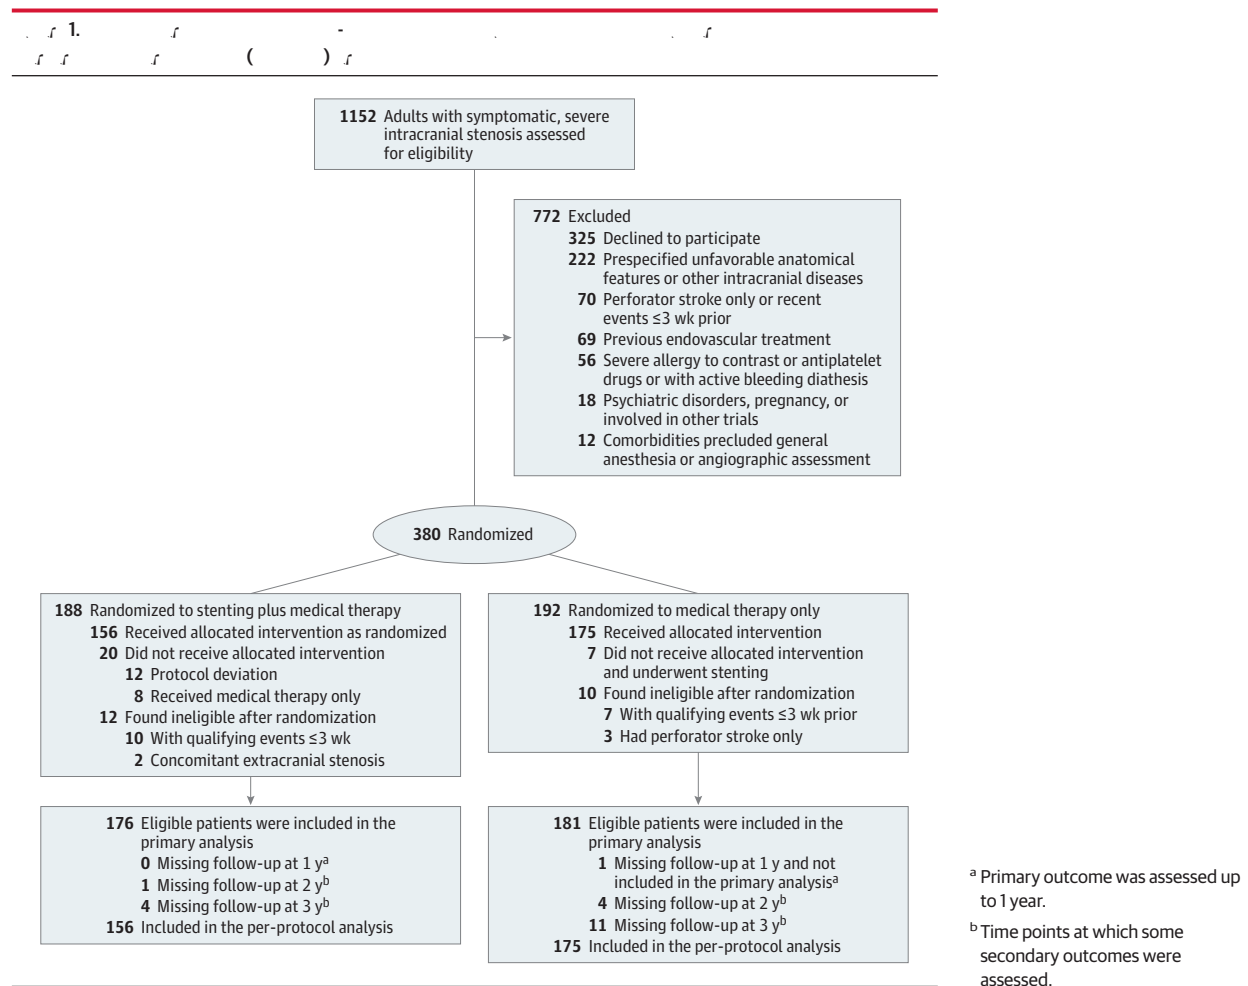 1.
-
( )
1152 Adults with symptomatic, severe
intracranial stenosis assessed
for eligibility
772 Excluded
325 Declined to participate
222 Prespecified unfavorable anatomical
features or other intracranial diseases
70 Perforator stroke only or recent
events ≤3 wk prior
69 Previous endovascular treatment
56 Severe allergy to contrast or antiplatelet
drugs or with active bleeding diathesis
18 Psychiatric disorders, pregnancy, or
involved in other trials
12 Comorbidities precluded general
anesthesia or angiographic assessment
380 Randomized
188 Randomized to stenting plus medical therapy
156 Received allocated intervention as randomized
20 Did not receive allocated intervention
12 Protocol deviation
8 Received medical therapy only
12 Found ineligible after randomization
10 With qualifying events ≤3 wk
2 Concomitant extracranial stenosis
192 Randomized to medical therapy only
175 Received allocated intervention
7 Did not receive allocated intervention
and underwent stenting
10 Found ineligible after randomization
7 With qualifying events ≤3 wk prior
3 Had perforator stroke only
176 Eligible patients were included in the
primary analysis
0 Missing follow-up at 1 yᵃ
1 Missing follow-up at 2 yᵇ
4 Missing follow-up at 3 yᵇ
156 Included in the per-protocol analysis
181 Eligible patients were included in the
primary analysis
1 Missing follow-up at 1 y and not
included in the primary analysisᵃ
4 Missing follow-up at 2 yᵇ
11 Missing follow-up at 3 yᵇ
175 Included in the per-protocol analysis
ᵃ Primary outcome was assessed up
to 1 year.
ᵇ Time points at which some
secondary outcomes were
assessed.